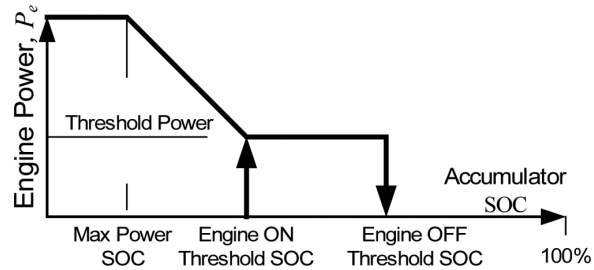 Engine Power, Pe
Threshold Power
Accumulator
SOC
Max Power
SOC
Engine ON
Threshold SOC
Engine OFF
Threshold SOC
100%